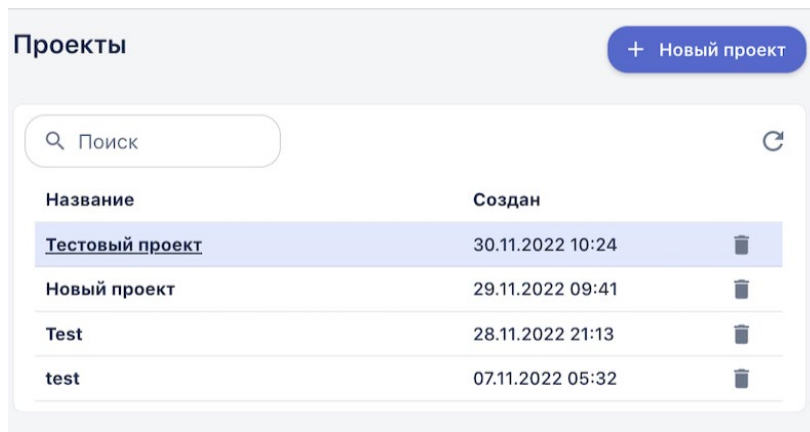 Проекты
+ Новый проект
Поиск
Название Создан
Тестовый проект 30.11.2022 10:24
Новый проект 29.11.2022 09:41
Test 28.11.2022 21:13
test 07.11.2022 05:32